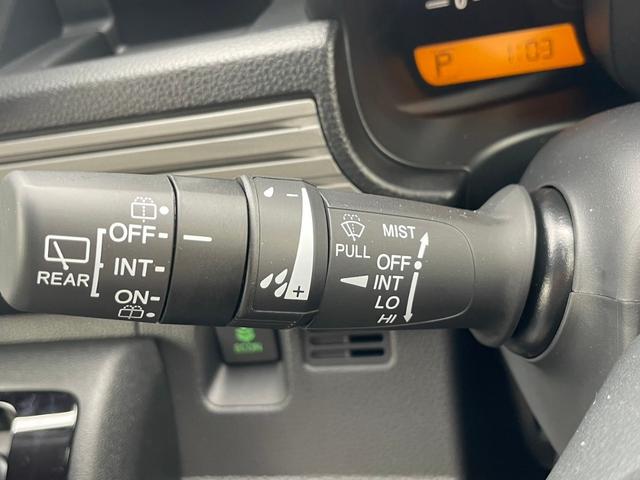 P 1:03
OFF
INT
ON
REAR
-
+
PULL
MIST
OFF
INT
LO
HI
ECON